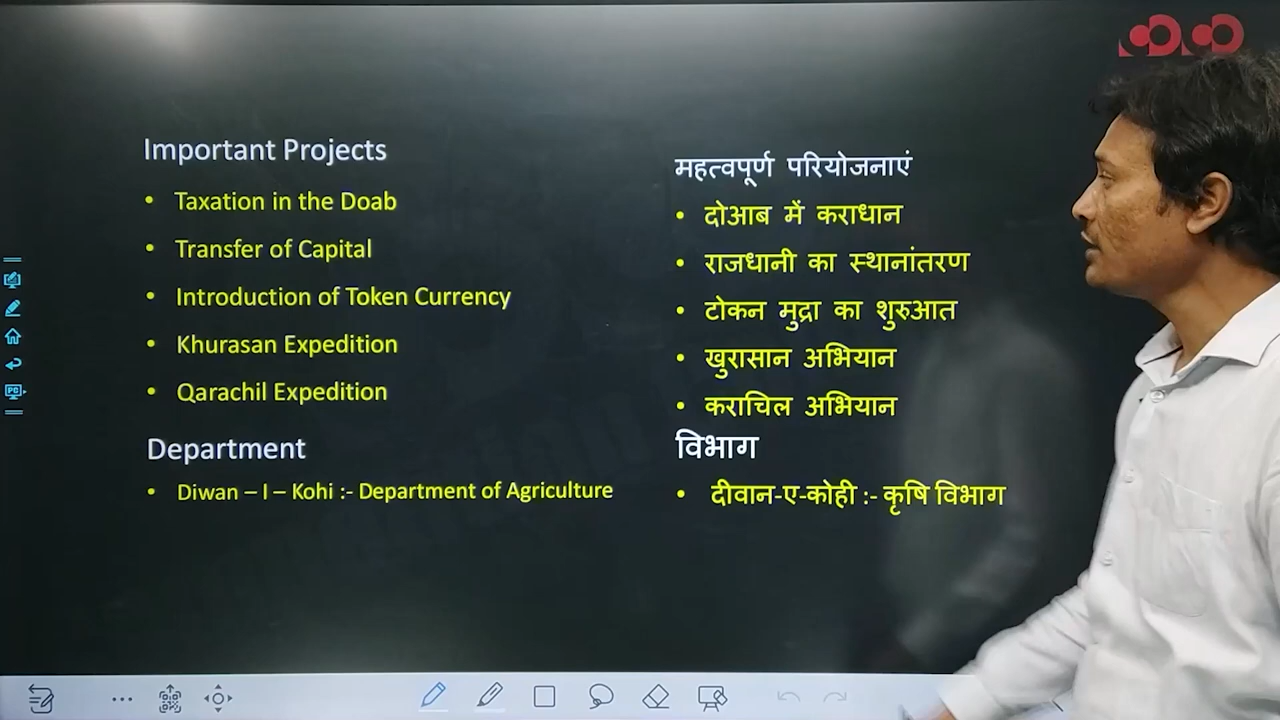 Important Projects
• Taxation in the Doab
• Transfer of Capital
• Introduction of Token Currency
• Khurasan Expedition
• Qarachil Expedition
Department
• Diwan – I – Kohi :- Department of Agriculture
महत्वपूर्ण परियोजनाएं
• दोआब में कराधान
• राजधानी का स्थानांतरण
• टोकन मुद्रा का शुरुआत
• खुरासान अभियान
• कराचिल अभियान
विभाग
• दीवान-ए-कोही :- कृषि विभाग